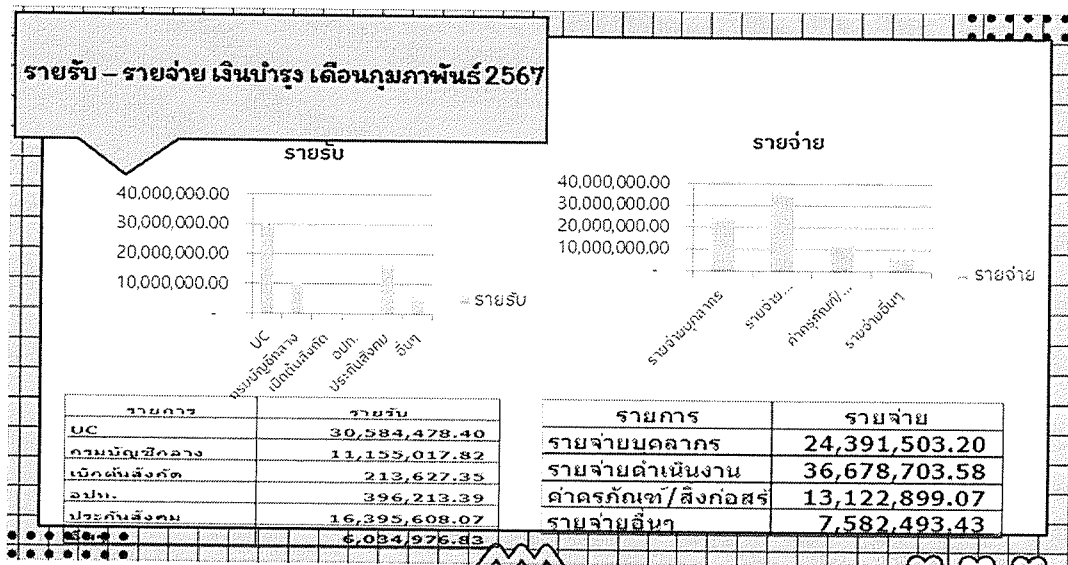 รายรับ – รายจ่าย เงินบำรุง เดือนกุมภาพันธ์ 2567
รายรับ
40,000,000.00
30,000,000.00
20,000,000.00
10,000,000.00
-
UC
กรมบัญชีกลาง
เบิกต้นสังกัด
อปท.
ประกันสังคม
อื่นๆ
รายรับ
รายจ่าย
40,000,000.00
30,000,000.00
20,000,000.00
10,000,000.00
-
รายจ่ายบุคลากร
รายจ่าย...
ค่าครุภัณฑ์/...
รายจ่ายอื่นๆ
รายจ่าย
รายการ รายรับ
UC 30,584,478.40
กรมบัญชีกลาง 11,155,017.82
เบิกต้นสังกัด 213,627.35
อปท. 396,213.39
ประกันสังคม 16,395,608.07
6,034,976.83
รายการ รายจ่าย
รายจ่ายบุคลากร 24,391,503.20
รายจ่ายดำเนินงาน 36,678,703.58
ค่าครุภัณฑ์/สิ่งก่อสร้ 13,122,899.07
รายจ่ายอื่นๆ 7,582,493.43